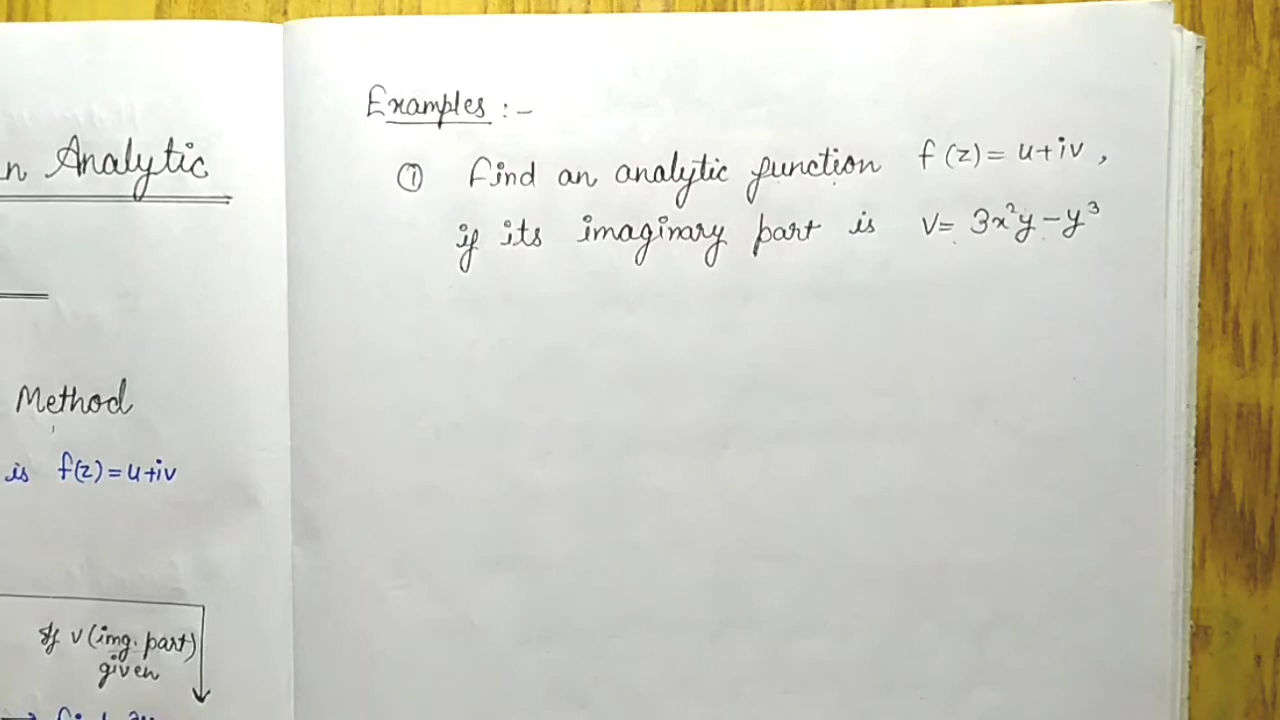 n Analytic
Method
is f(z) = u+iv
If v (img. part)
given
Examples :-
① Find an analytic function f(z) = u+iv,
if its imaginary part is v= 3x²y - y³